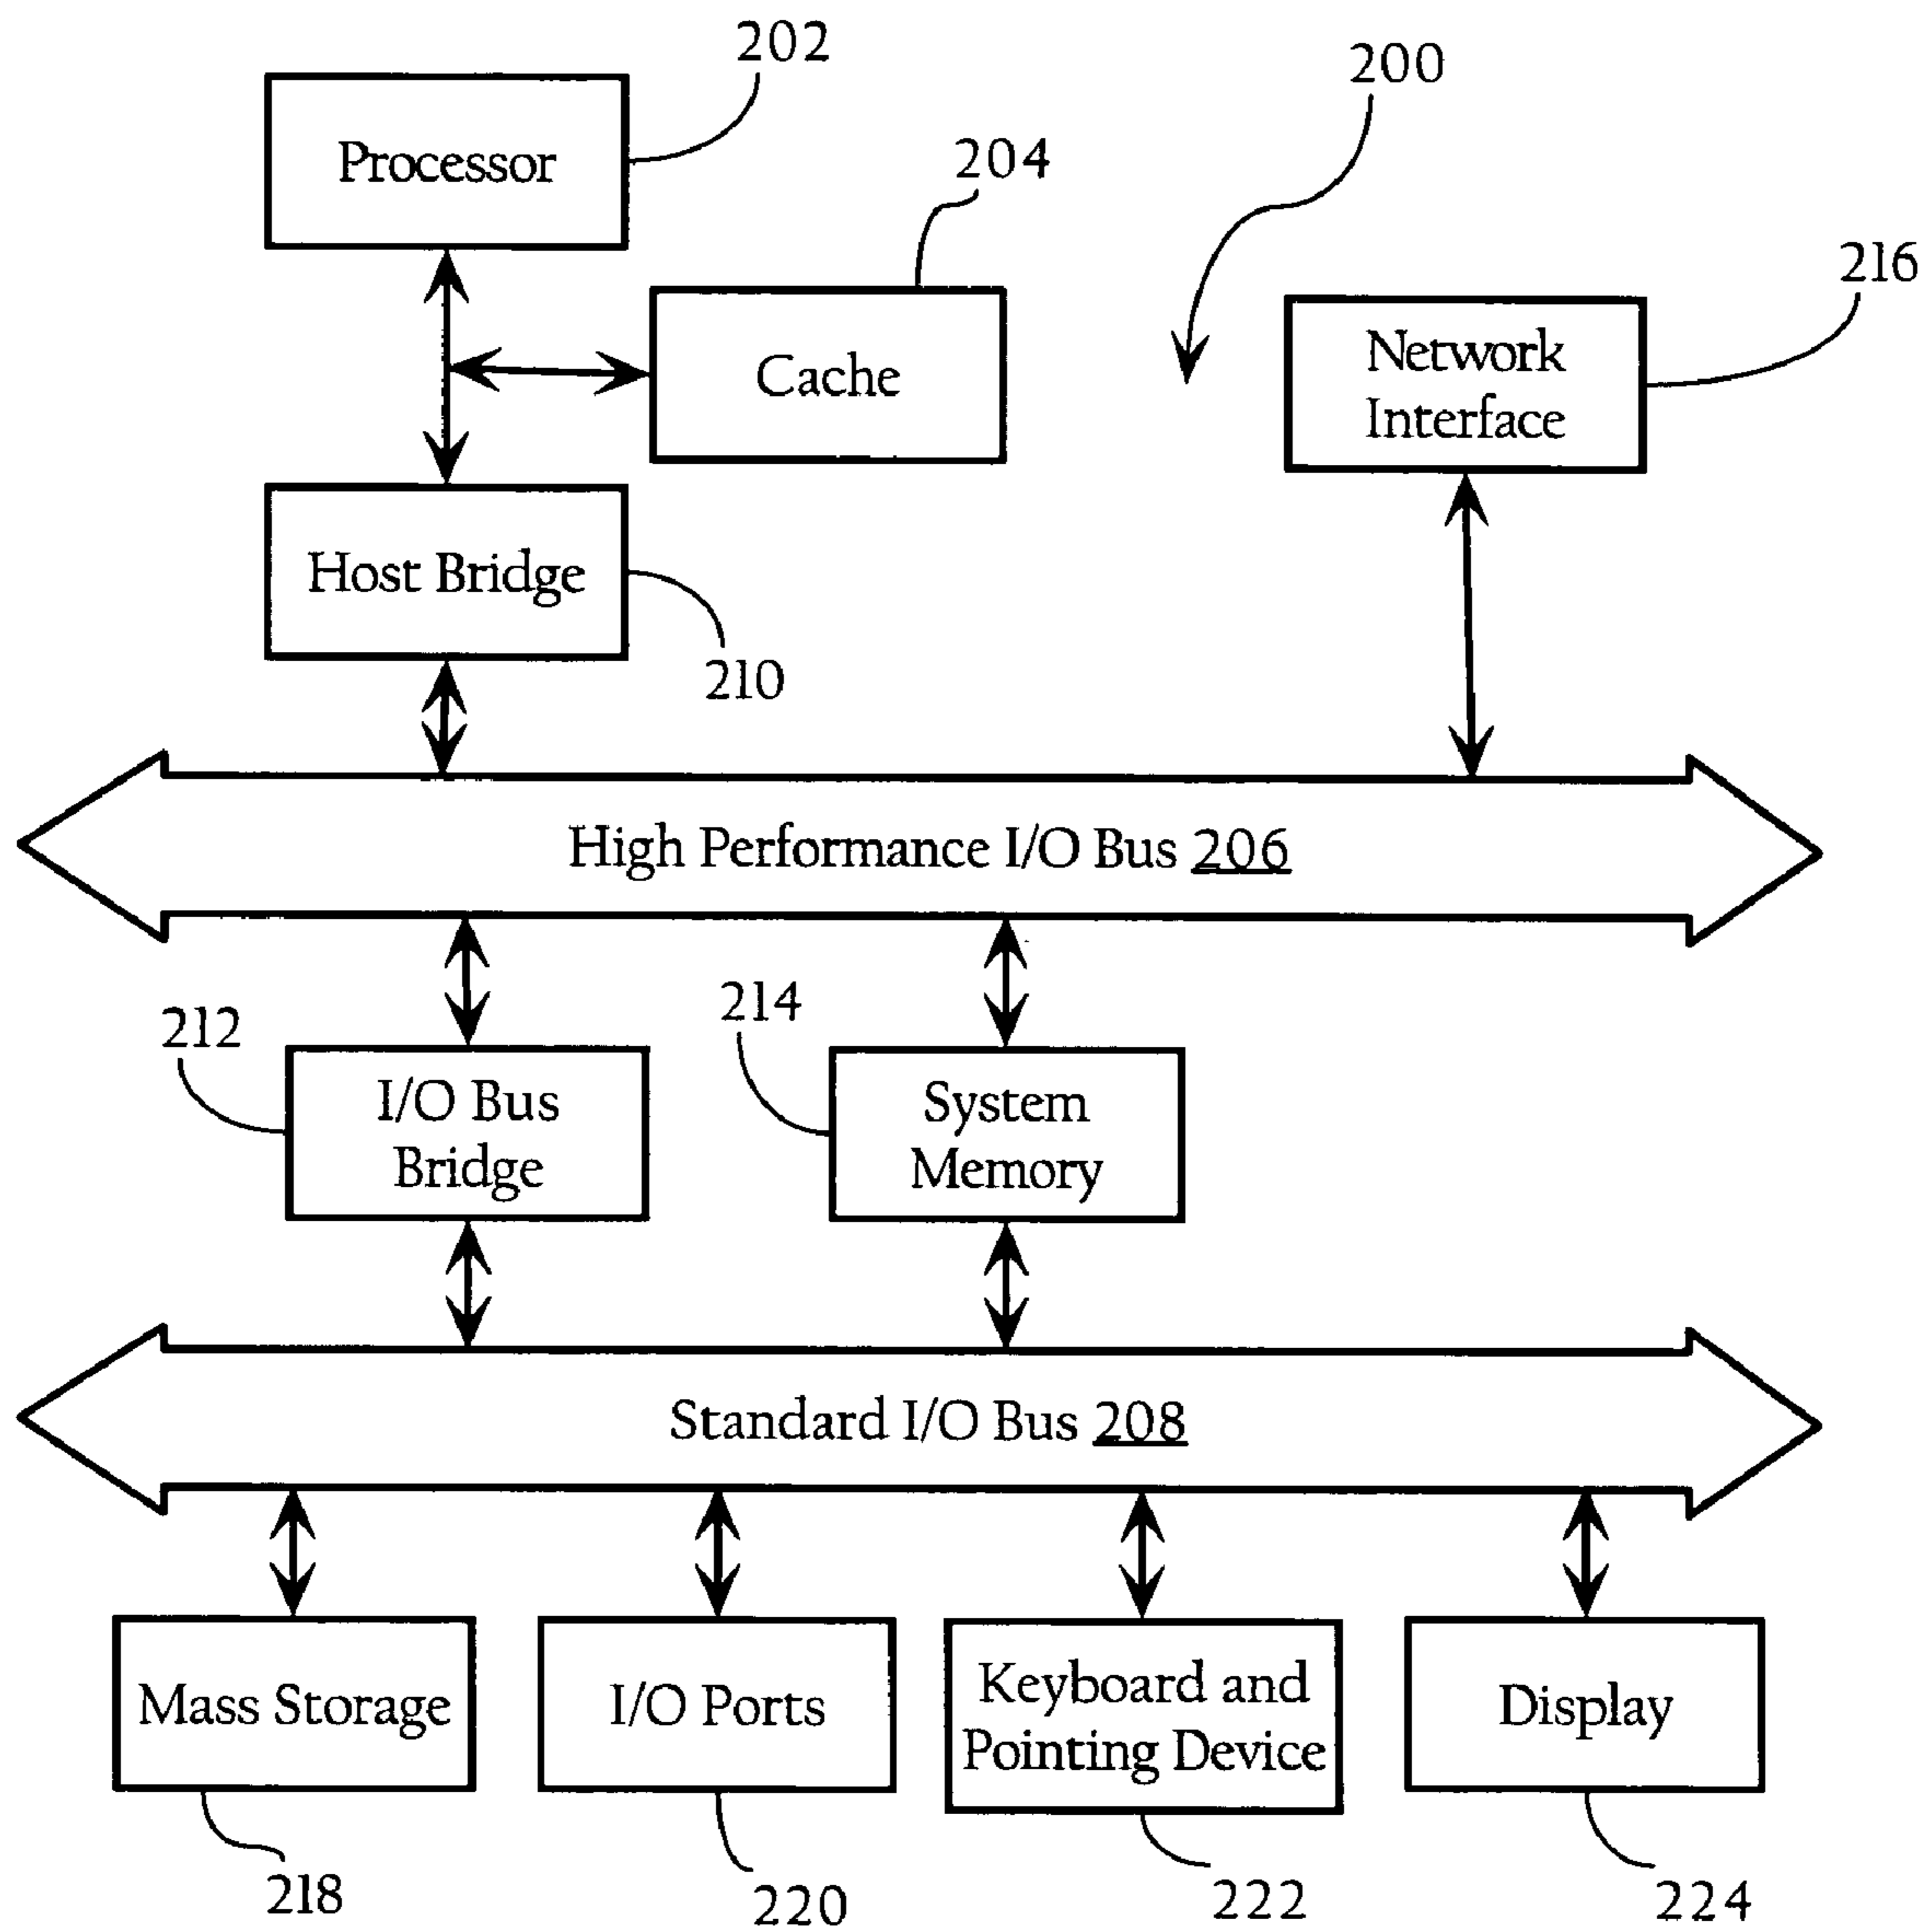 202
200
Processor
204
216
Network
Interface
Cache
Host Bridge
210
High Performance I/O Bus 206
212
214
I/O Bus
Bridge
System
Memory
Standard I/O Bus 208
Mass Storage
I/O Ports
Keyboard and
Pointing Device
Display
218
220
222
224